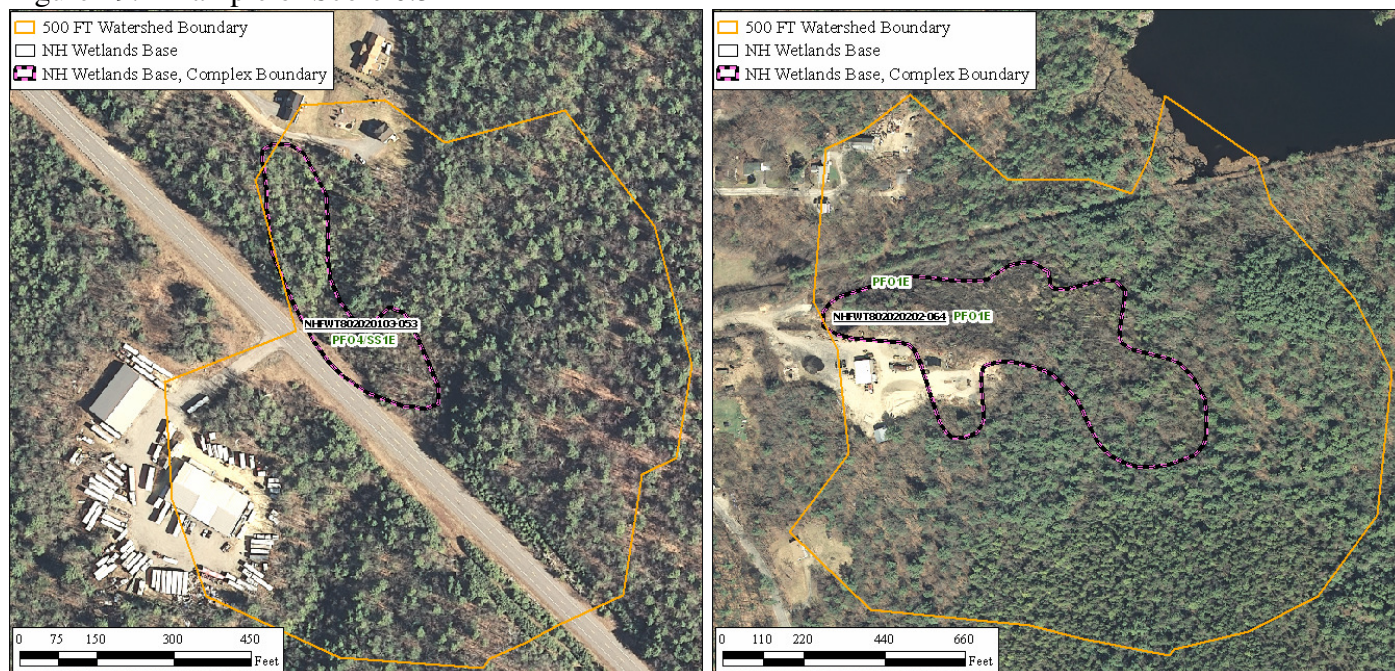 500 FT Watershed Boundary
NH Wetlands Base
NH Wetlands Base, Complex Boundary
NHFWT802020103-053
PFO4/SS1E
0 75 150 300 450
Feet
500 FT Watershed Boundary
NH Wetlands Base
NH Wetlands Base, Complex Boundary
PFO1E
NHFWT802020202-064 PFO1E
0 110 220 440 660
Feet